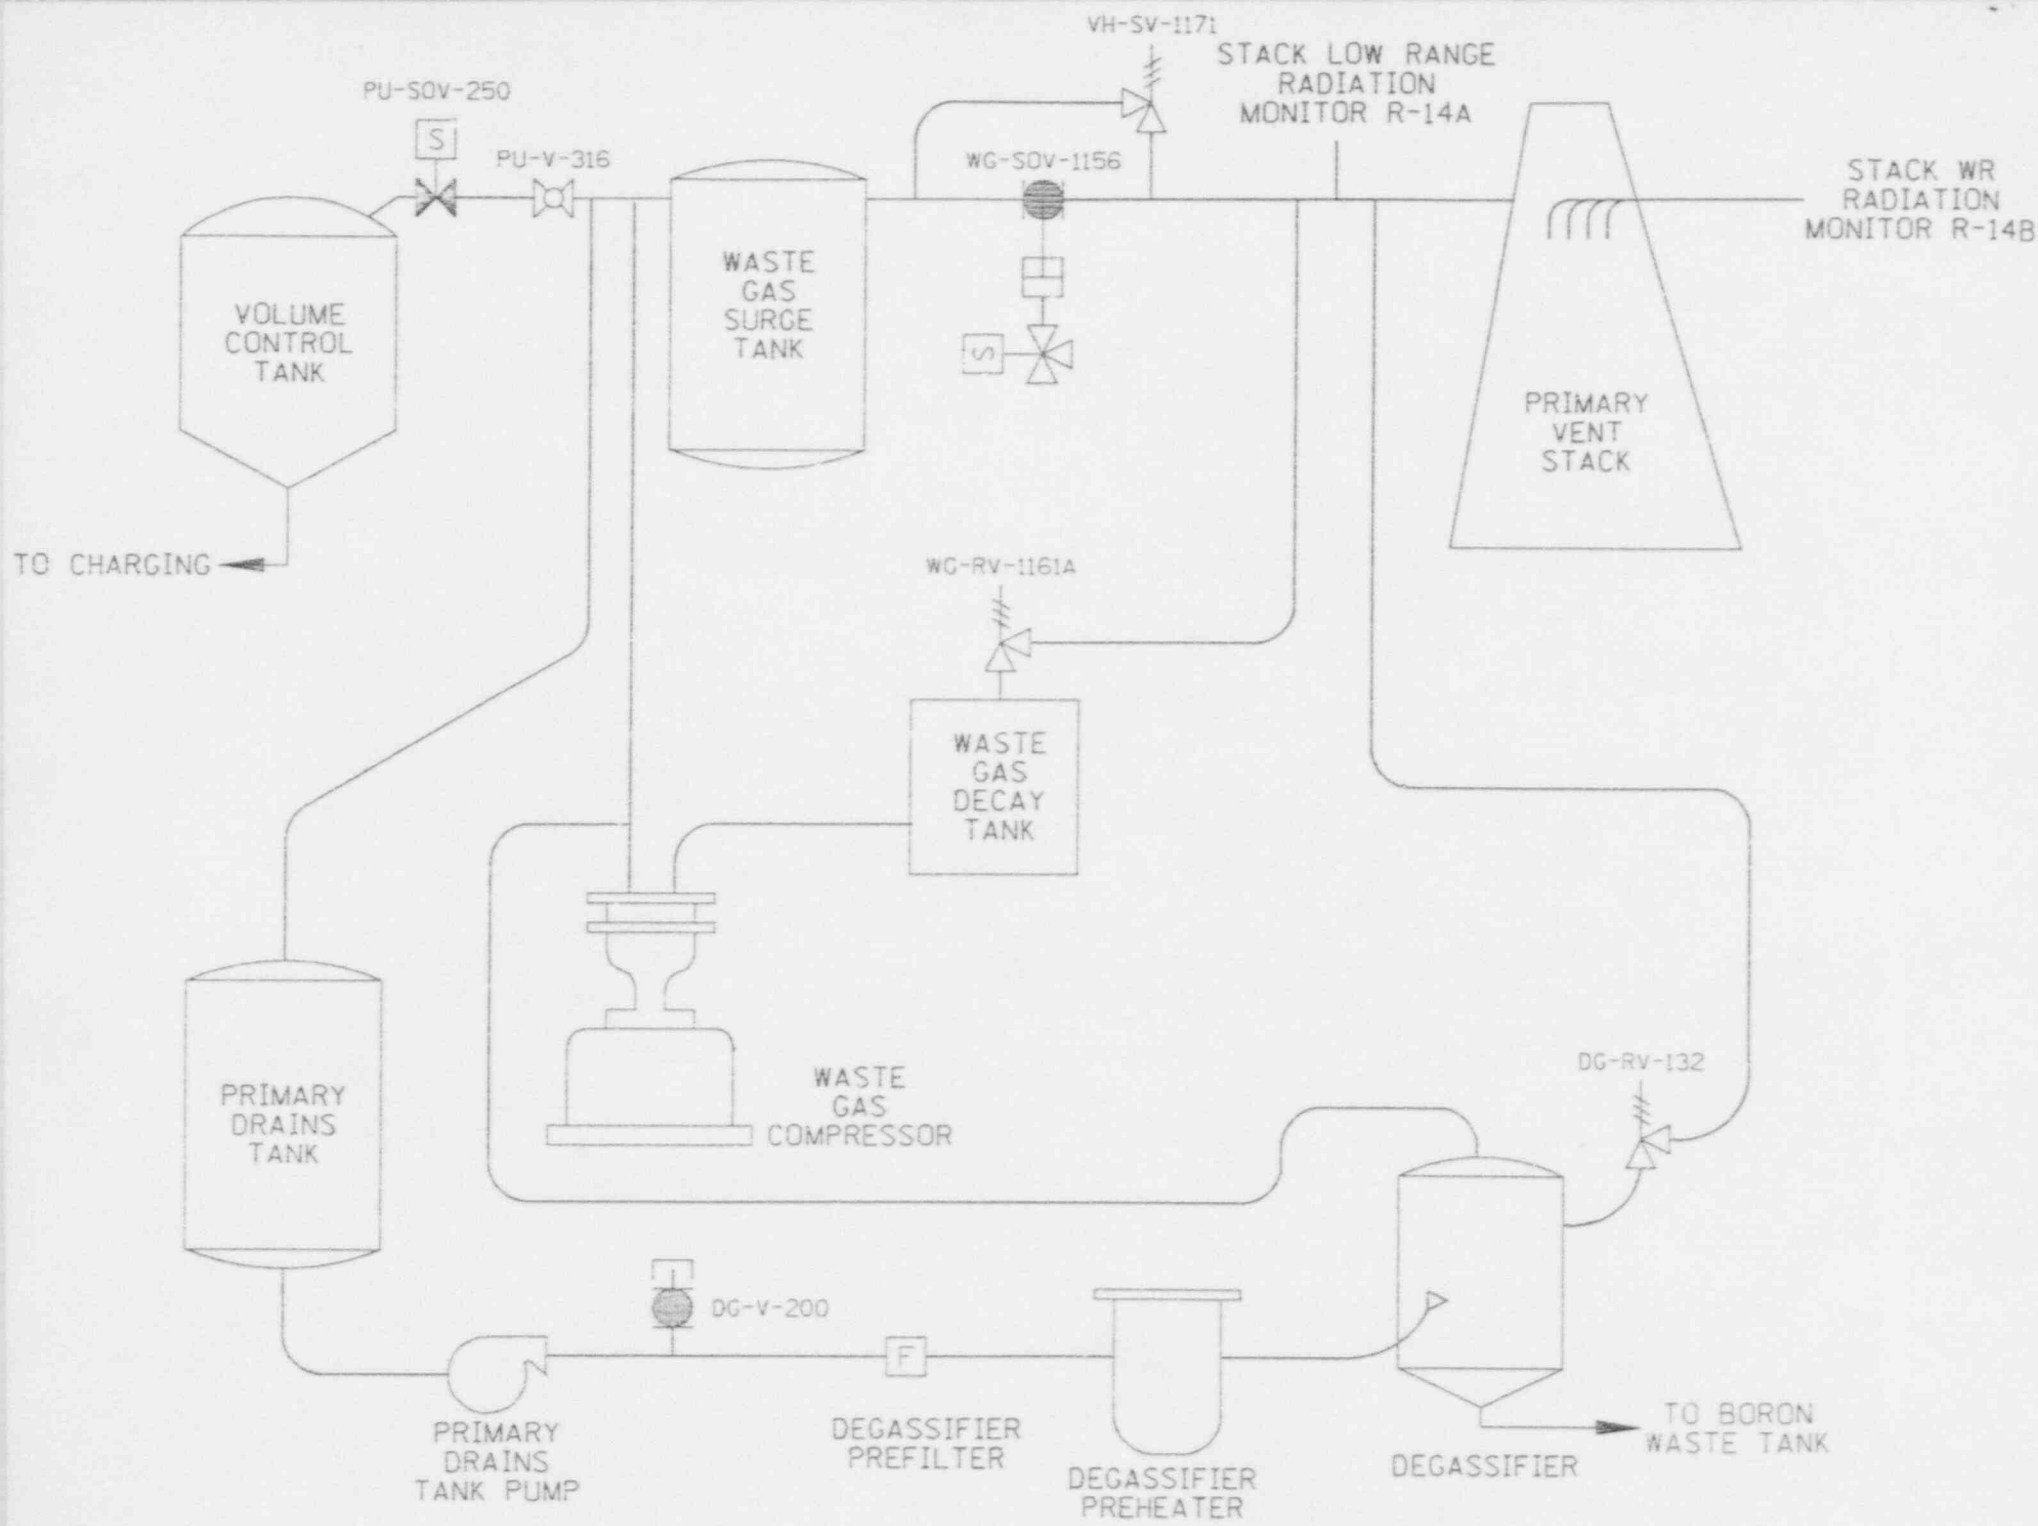 VH-SV-1171
STACK LOW RANGE
RADIATION
MONITOR R-14A
PU-SOV-250
S
PU-V-316
WG-SOV-1156
STACK WR
RADIATION
MONITOR R-14B
VOLUME
CONTROL
TANK
WASTE
GAS
SURGE
TANK
S
PRIMARY
VENT
STACK
TO CHARGING
WG-RV-1161A
WASTE
GAS
DECAY
TANK
PRIMARY
DRAINS
TANK
WASTE
GAS
COMPRESSOR
DG-RV-132
DG-V-200
F
PRIMARY
DRAINS
TANK PUMP
DEGASSIFIER
PREFILTER
DEGASSIFIER
PREHEATER
DEGASSIFIER
TO BORON
WASTE TANK